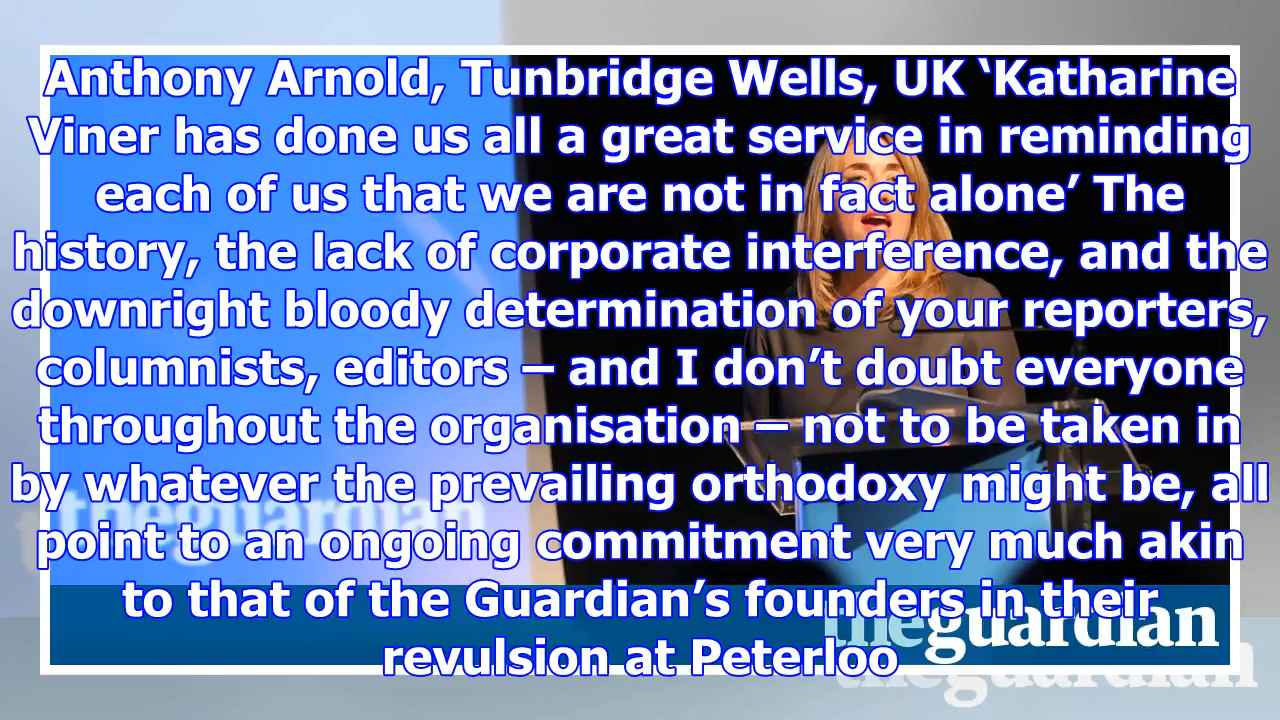 Anthony Arnold, Tunbridge Wells, UK ‘Katharine
Viner has done us all a great service in reminding
each of us that we are not in fact alone’ The
history, the lack of corporate interference, and the
downright bloody determination of your reporters,
columnists, editors – and I don’t doubt everyone
throughout the organisation – not to be taken in
by whatever the prevailing orthodoxy might be, all
point to an ongoing commitment very much akin
to that of the Guardian’s founders in their
revulsion at Peterloo
theguardian
theguardian
theguardian